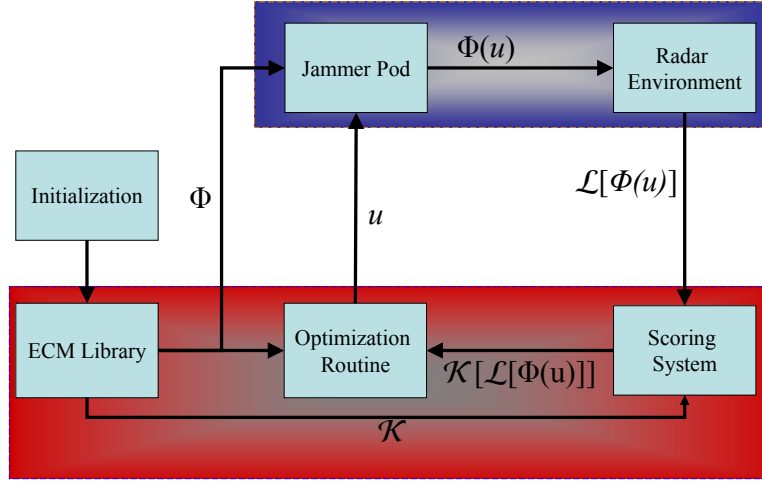 Jammer Pod
Φ(u)
Radar
Environment
Initialization
Φ
u
ℒ[Φ(u)]
ECM Library
Optimization
Routine
𝒦[ℒ[Φ(u)]]
Scoring
System
𝒦